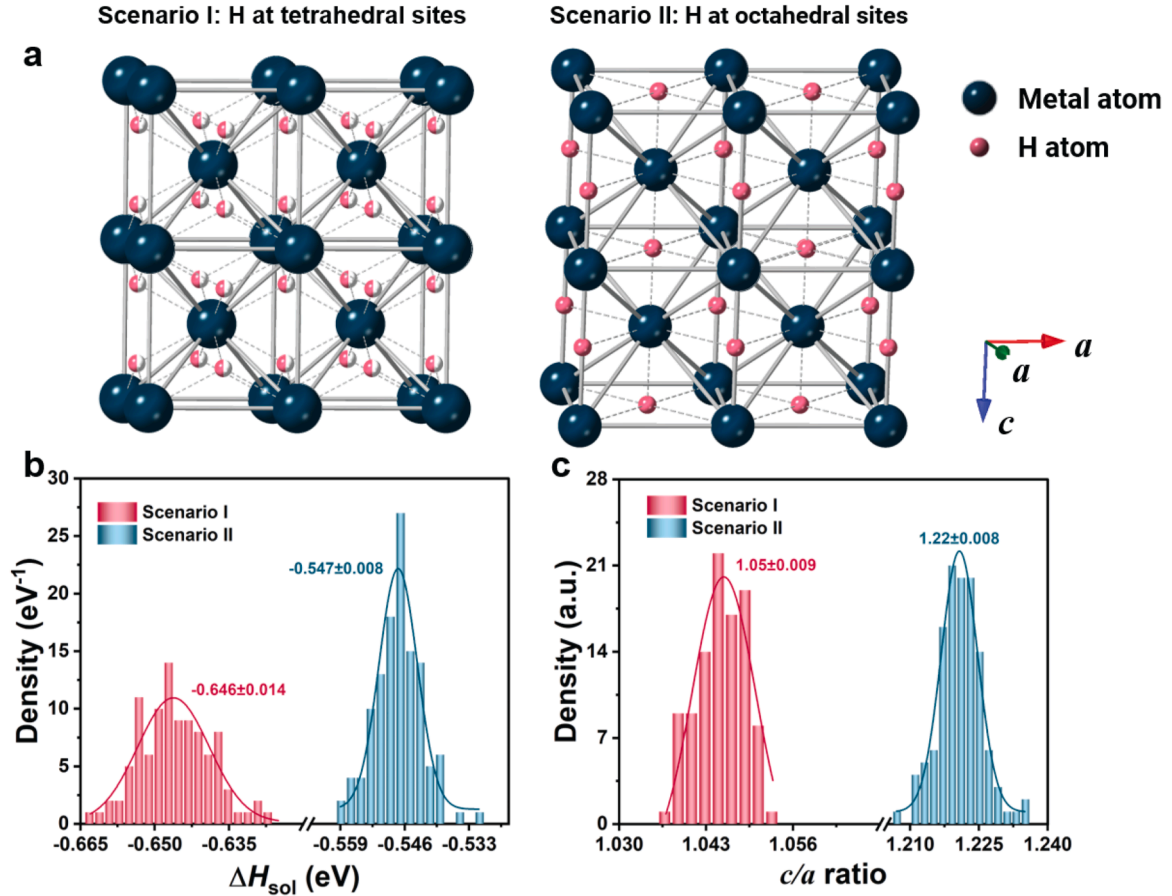 Scenario I: H at tetrahedral sites
Scenario II: H at octahedral sites
a
Metal atom
H atom
a
a
c
b
30
25
20
15
10
5
0
Density (eV⁻¹)
Scenario I
Scenario II
-0.547±0.008
-0.646±0.014
-0.665
-0.650
-0.635
-0.559
-0.546
-0.533
ΔH_sol (eV)
c
28
21
14
7
0
Density (a.u.)
Scenario I
Scenario II
1.22±0.008
1.05±0.009
1.030
1.043
1.056
1.210
1.225
1.240
c/a ratio